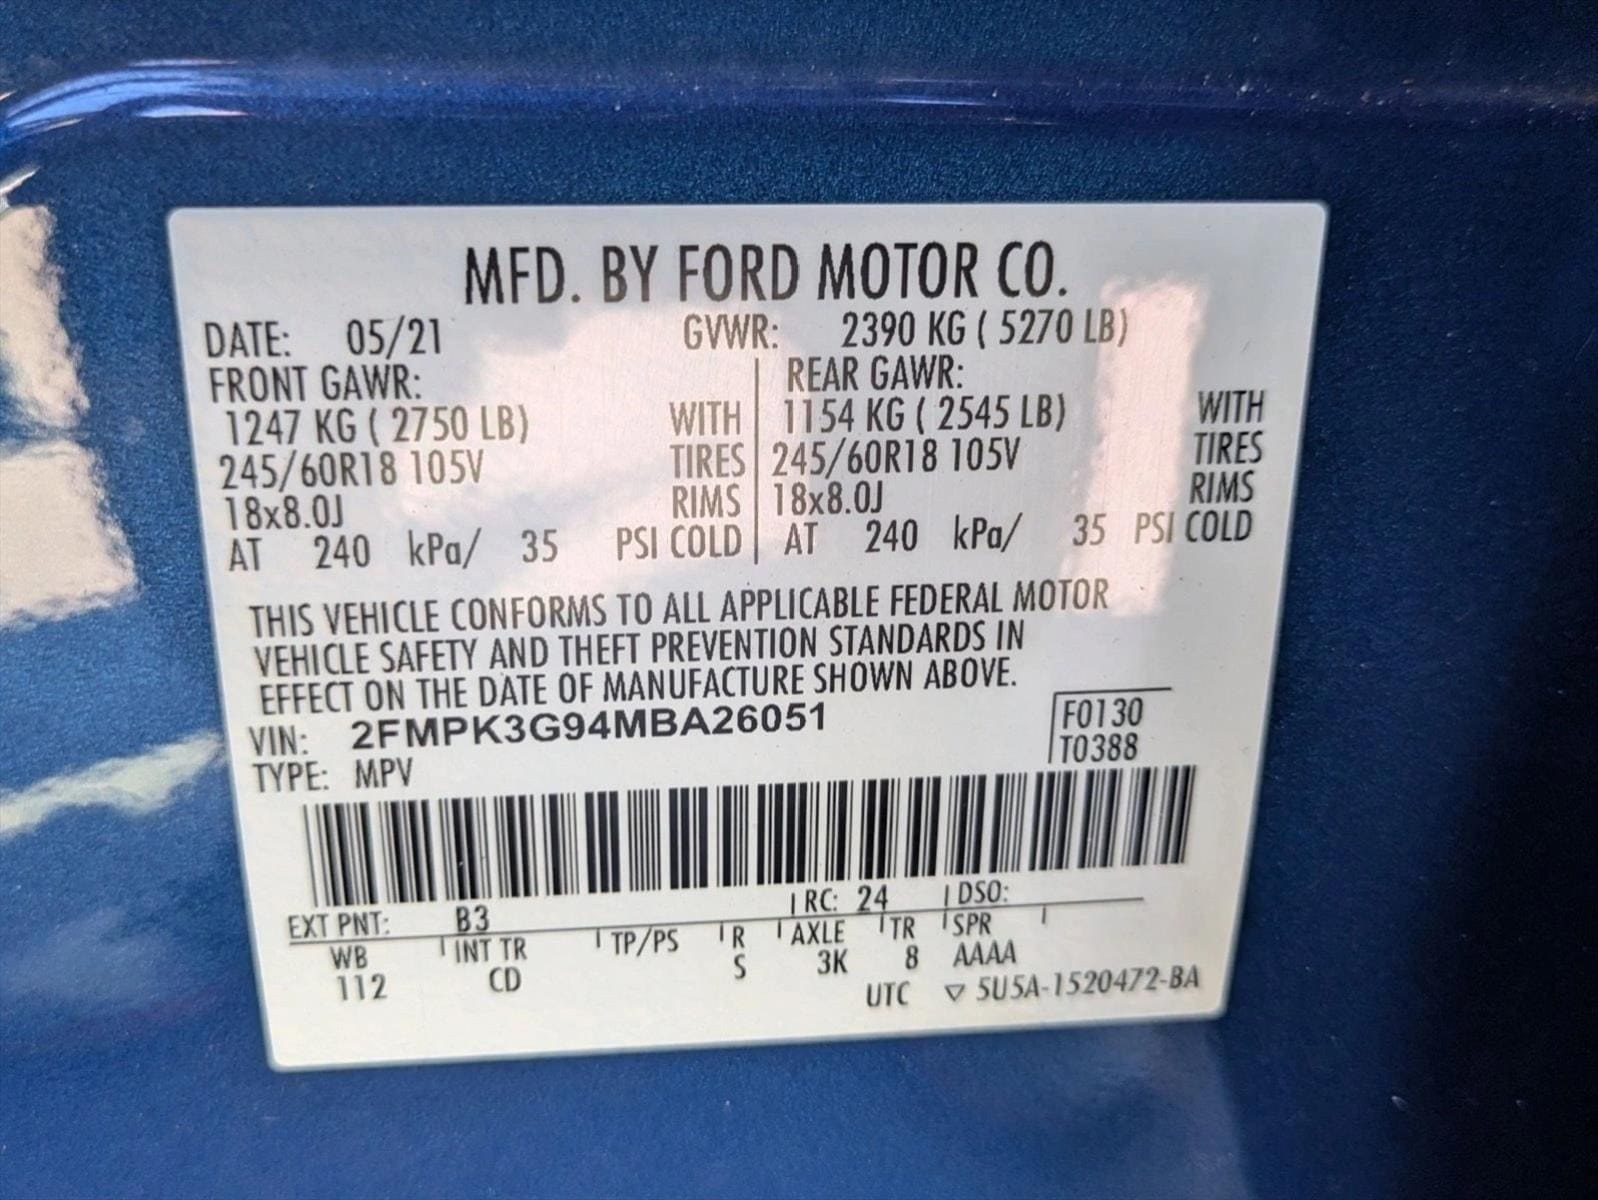 MFD. BY FORD MOTOR CO.
DATE: 05/21 GVWR: 2390 KG ( 5270 LB)
FRONT GAWR: REAR GAWR:
1247 KG ( 2750 LB) WITH 1154 KG ( 2545 LB) WITH
245/60R18 105V TIRES 245/60R18 105V TIRES
18x8.0J RIMS 18x8.0J RIMS
AT 240 kPa/ 35 PSI COLD AT 240 kPa/ 35 PSI COLD
THIS VEHICLE CONFORMS TO ALL APPLICABLE FEDERAL MOTOR
VEHICLE SAFETY AND THEFT PREVENTION STANDARDS IN
EFFECT ON THE DATE OF MANUFACTURE SHOWN ABOVE.
VIN: 2FMPK3G94MBA26051 F0130
TYPE: MPV T0388
EXT PNT: B3 RC: 24 DSO:
WB INT TR TP/PS R AXLE TR SPR
112 CD S 3K 8 AAAA
UTC ▽ 5U5A-1520472-BA